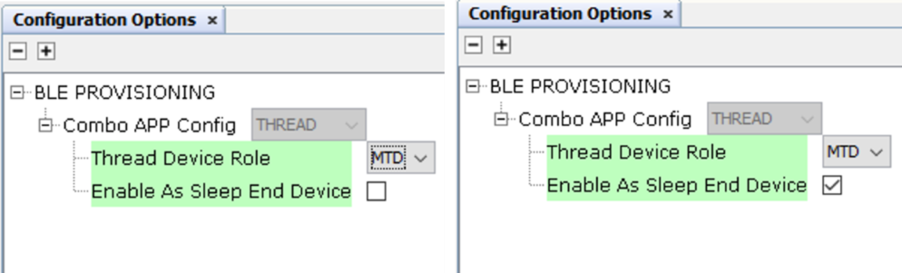 Configuration Options ×
BLE PROVISIONING
Combo APP Config THREAD
Thread Device Role MTD
Enable As Sleep End Device
Configuration Options ×
BLE PROVISIONING
Combo APP Config THREAD
Thread Device Role MTD
Enable As Sleep End Device